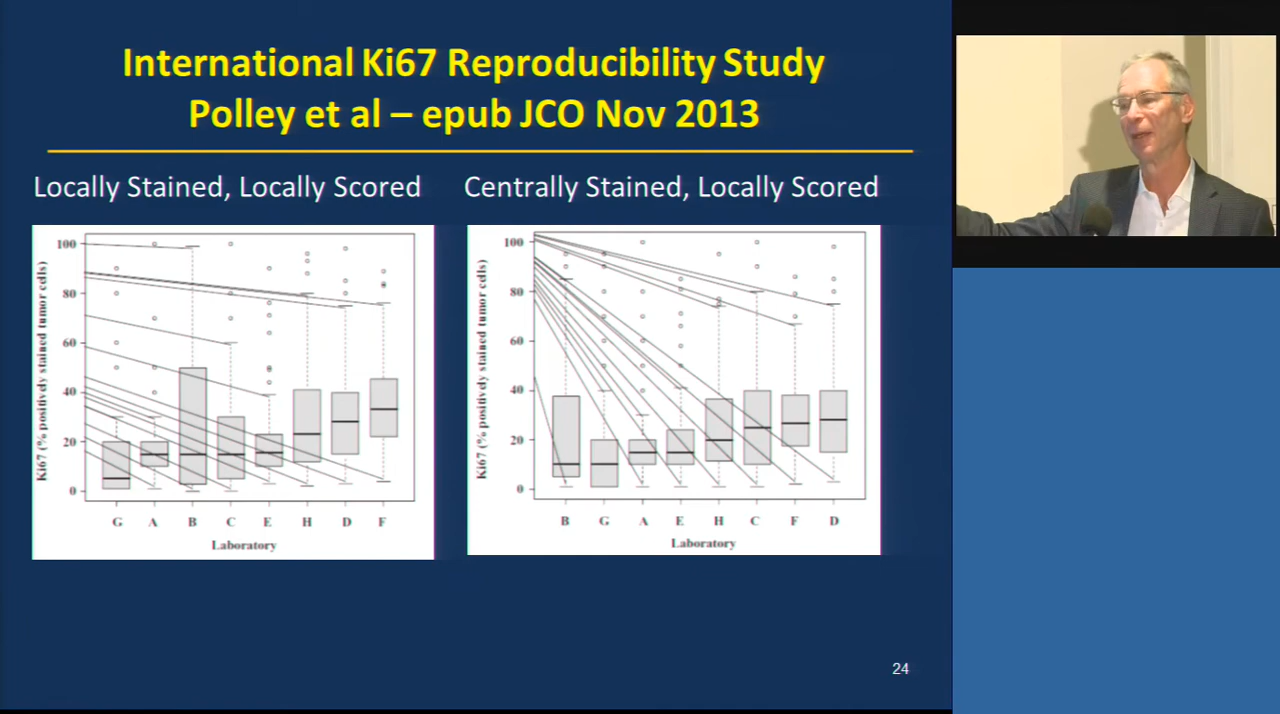 International Ki67 Reproducibility Study
Polley et al – epub JCO Nov 2013
Locally Stained, Locally Scored
Centrally Stained, Locally Scored
Ki67 (% positively stained tumor cells)
100
80
60
40
20
0
G A B C E H D F
Laboratory
Ki67 (% positively stained tumor cells)
100
80
60
40
20
0
B G A E H C F D
Laboratory
24